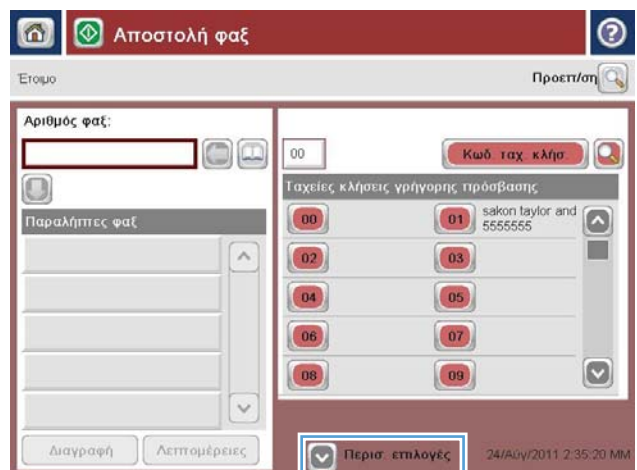 Αποστολή φαξ
Έτοιμο
Προεπ/ση
Αριθμός φαξ:
00
Κωδ. ταχ. κλήσ.
Ταχείες κλήσεις γρήγορης πρόσβασης
00
01
sakon taylor and
5555555
Παραλήπτες φαξ
02
03
04
05
06
07
08
09
Διαγραφή
Λεπτομέρειες
Περισ. επιλογές
24/Αύγ/2011 2:35:20 MM